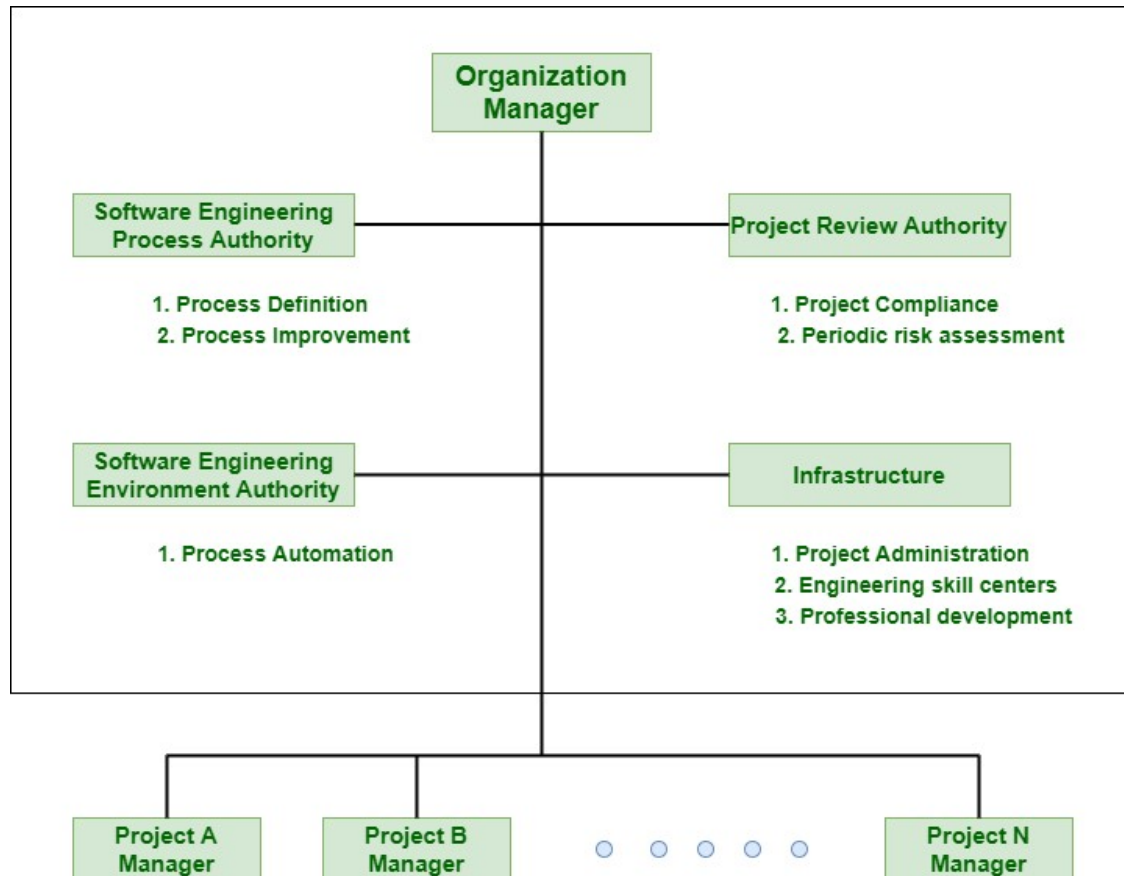 Organization
Manager
Software Engineering
Process Authority
Project Review Authority
1. Process Definition
2. Process Improvement
1. Project Compliance
2. Periodic risk assessment
Software Engineering
Environment Authority
Infrastructure
1. Process Automation
1. Project Administration
2. Engineering skill centers
3. Professional development
Project A
Manager
Project B
Manager
Project N
Manager